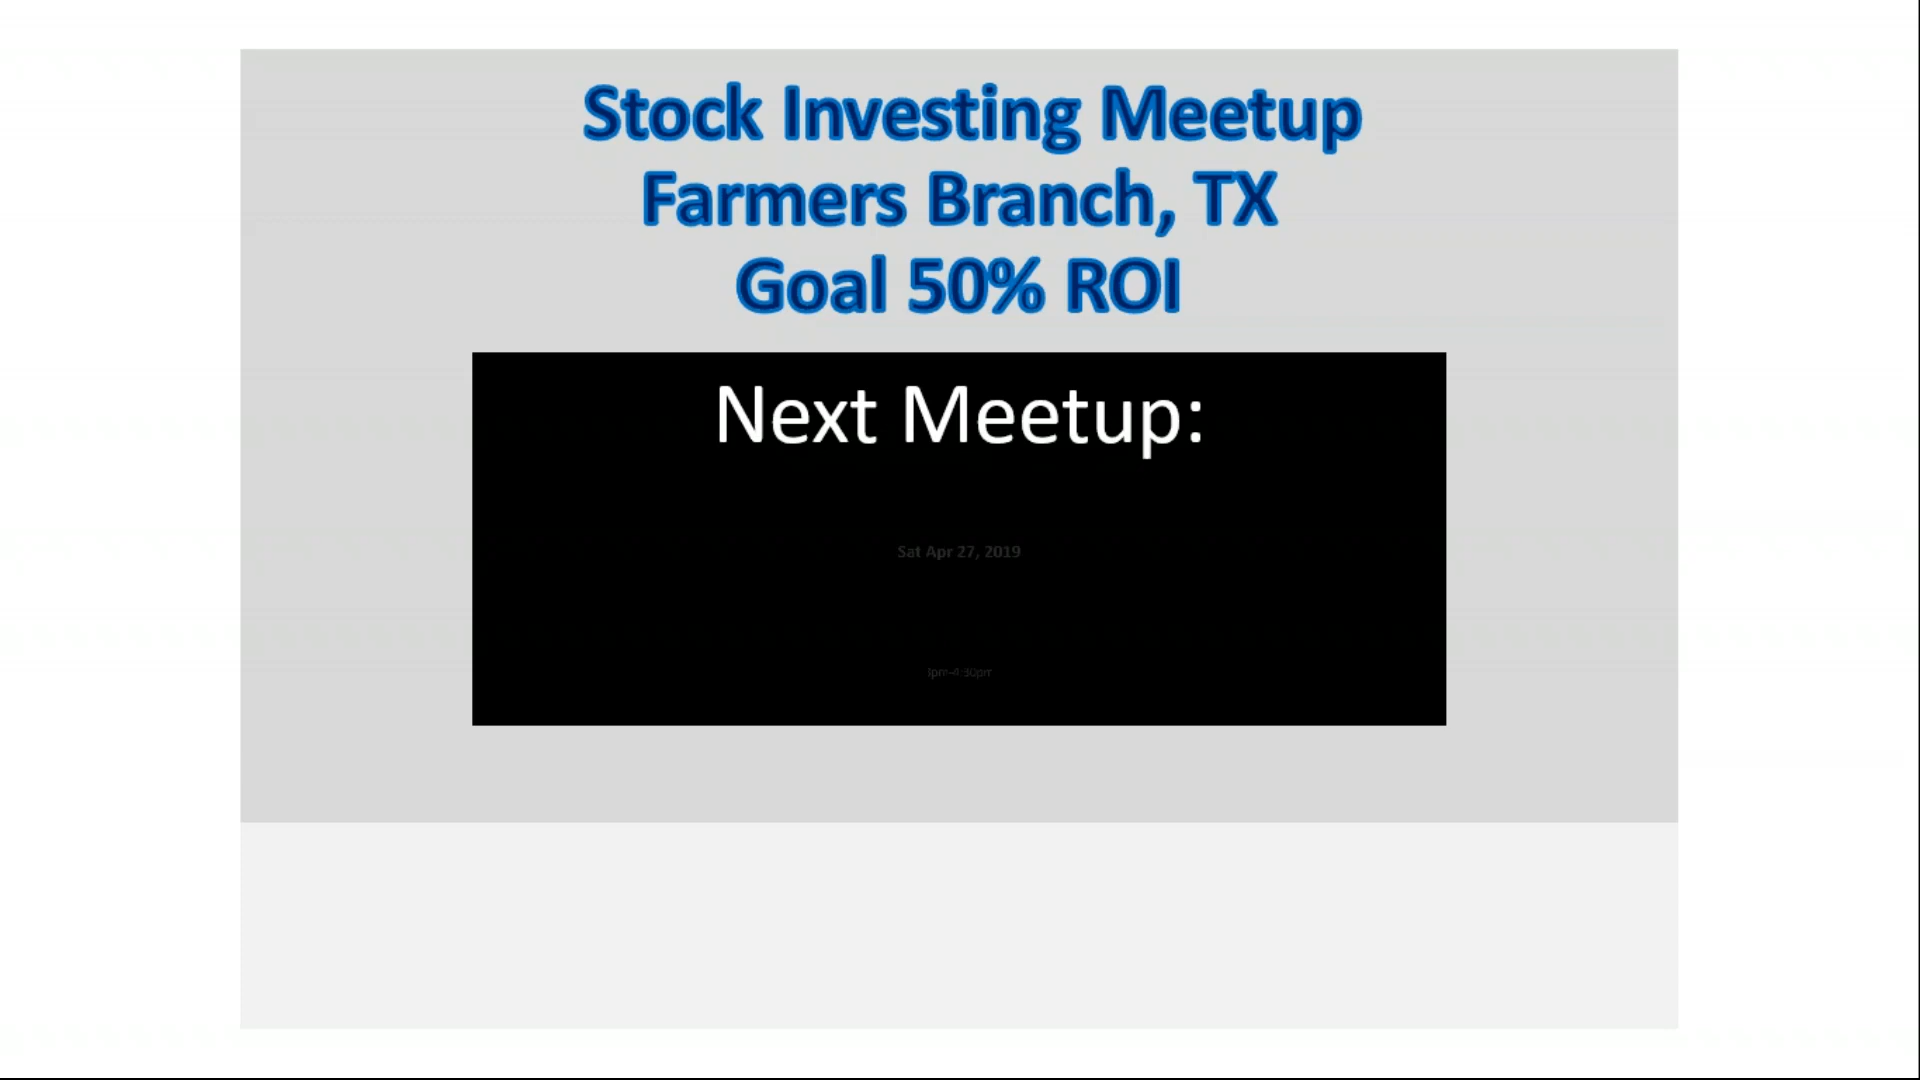 Stock Investing Meetup
Farmers Branch, TX
Goal 50% ROI
Next Meetup:
Sat Apr 27, 2019